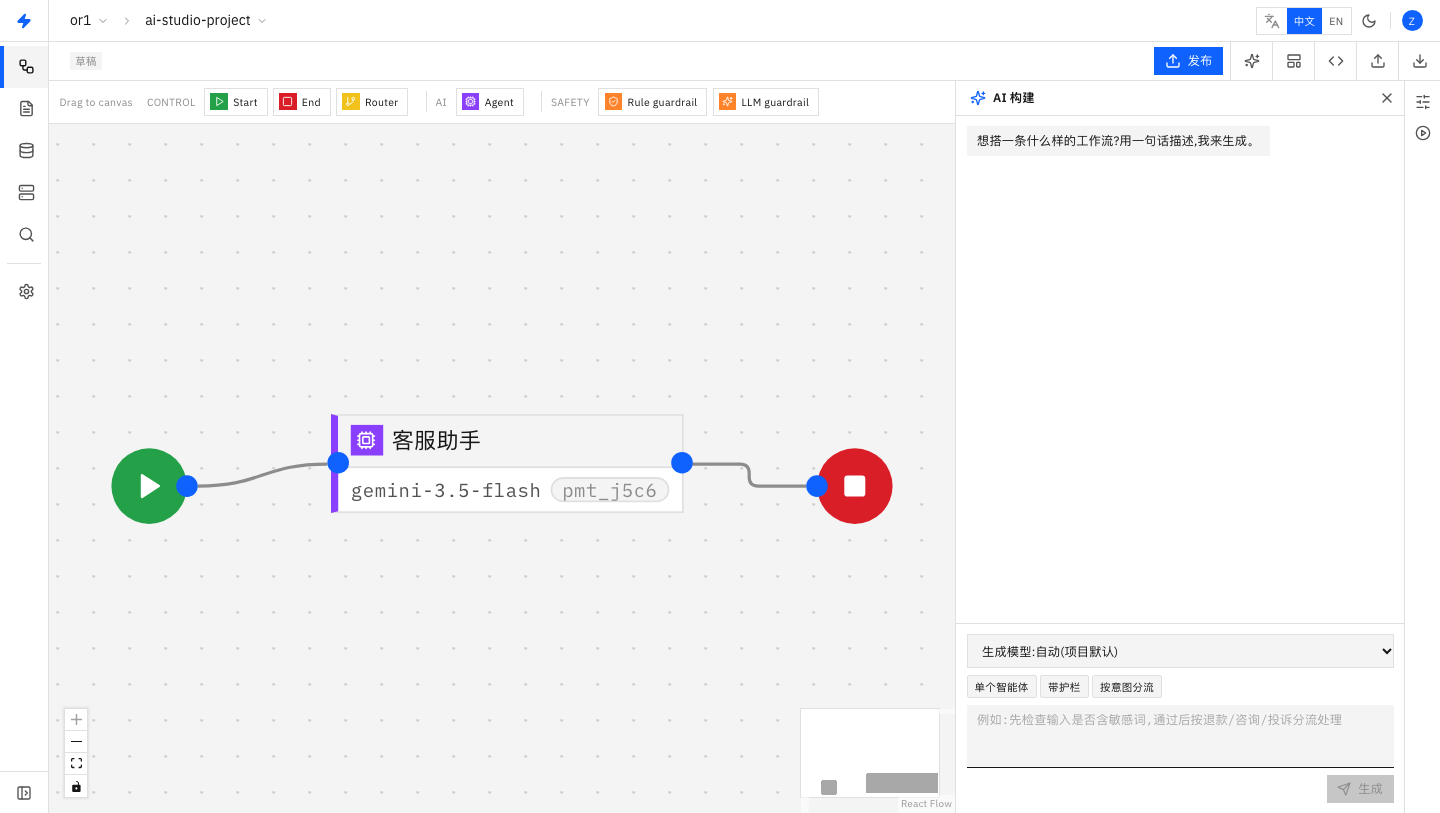 or1
ai-studio-project
中文
EN
Z
草稿
发布
Drag to canvas
CONTROL
Start
End
Router
AI
Agent
SAFETY
Rule guardrail
LLM guardrail
AI 构建
想搭一条什么样的工作流?用一句话描述,我来生成。
客服助手
gemini-3.5-flash
pmt_j5c6
生成模型:自动(项目默认)
单个智能体
带护栏
按意图分流
例如:先检查输入是否含敏感词,通过后按退款/咨询/投诉分流处理
生成
React Flow